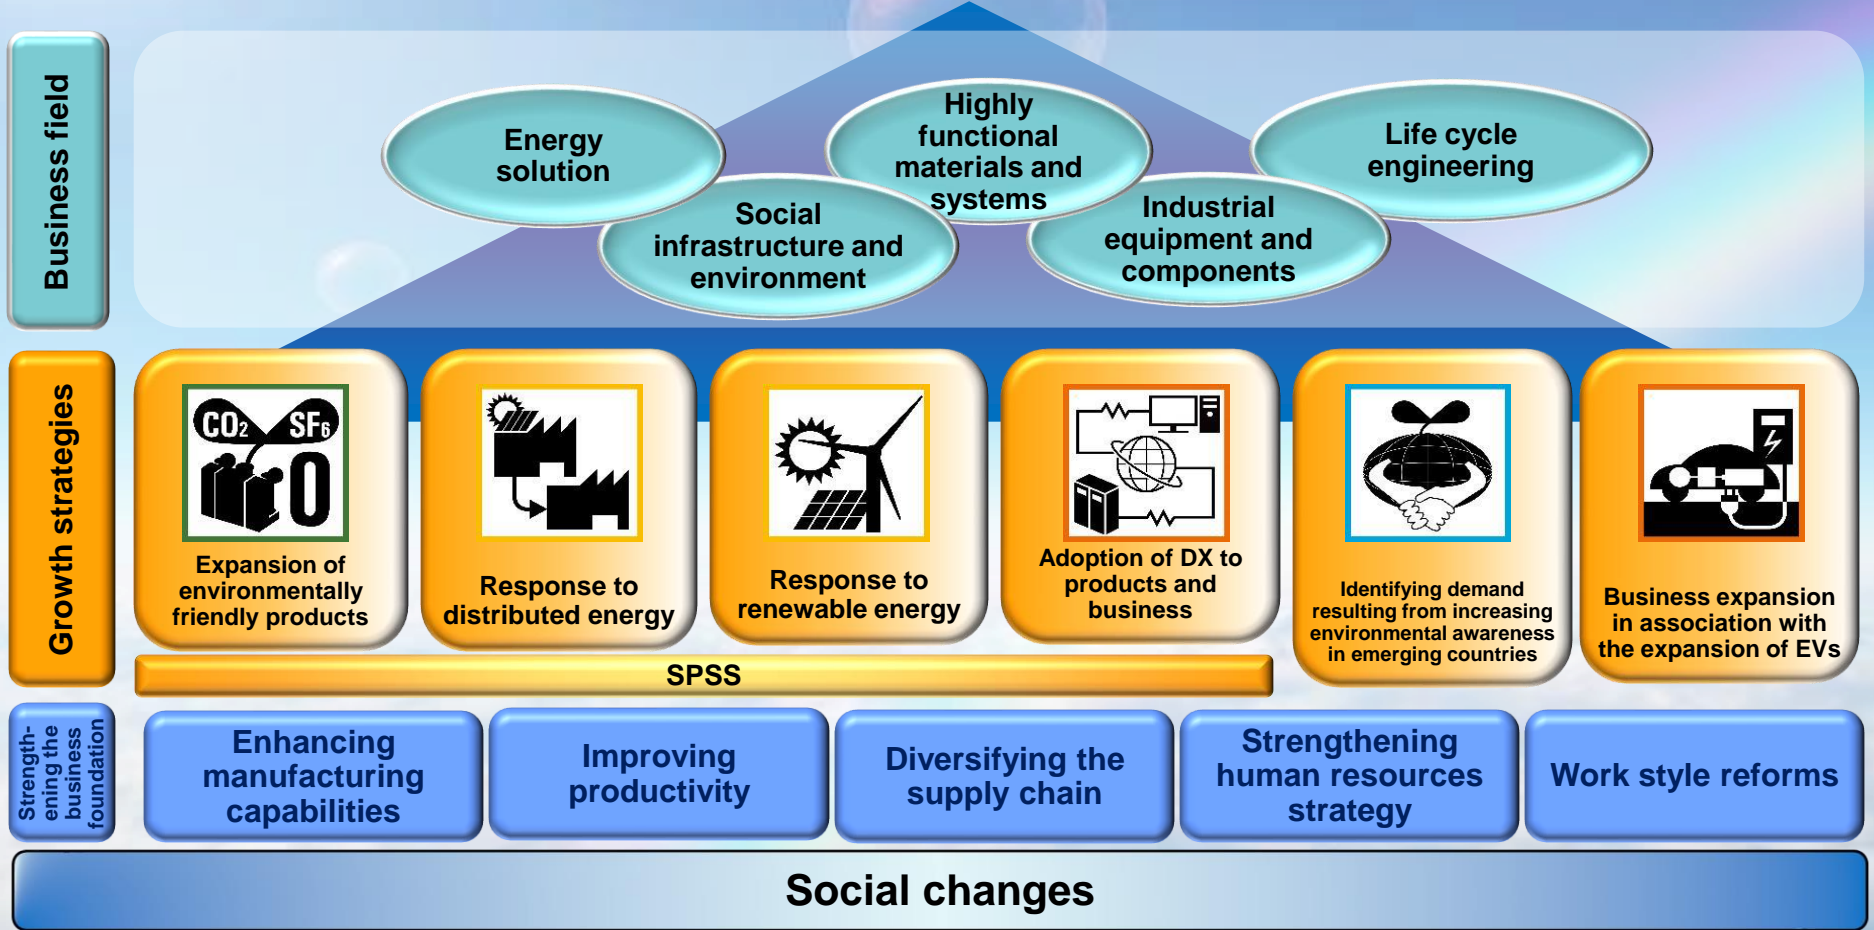 Business field
Energy
solution
Highly
functional
materials and
systems
Life cycle
engineering
Social
infrastructure and
environment
Industrial
equipment and
components
Growth strategies
CO₂ SF₆
0
Expansion of
environmentally
friendly products
Response to
distributed energy
Response to
renewable energy
Adoption of DX to
products and
business
Identifying demand
resulting from increasing
environmental awareness
in emerging countries
Business expansion
in association with
the expansion of EVs
SPSS
Strength-
ening the
business
foundation
Enhancing
manufacturing
capabilities
Improving
productivity
Diversifying the
supply chain
Strengthening
human resources
strategy
Work style reforms
Social changes